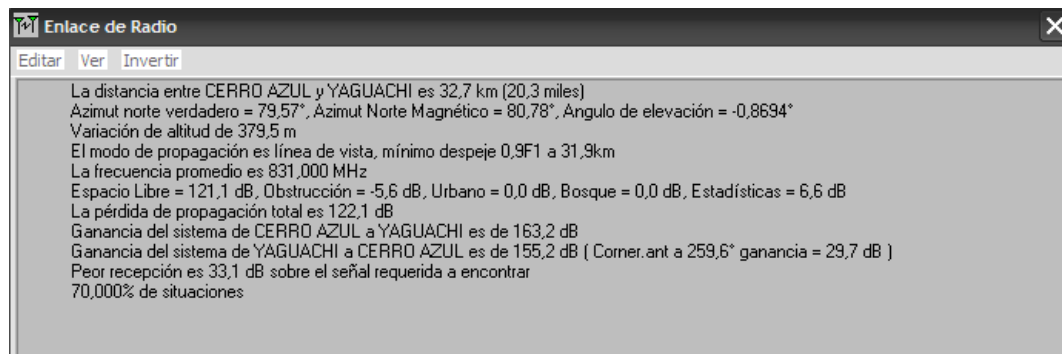 Enlace de Radio
Editar Ver Invertir
La distancia entre CERRO AZUL y YAGUACHI es 32,7 km (20,3 miles)
Azimut norte verdadero = 79,57°, Azimut Norte Magnético = 80,78°, Angulo de elevación = -0,8694°
Variación de altitud de 379,5 m
El modo de propagación es línea de vista, mínimo despeje 0,9F1 a 31,9km
La frecuencia promedio es 831,000 MHz
Espacio Libre = 121,1 dB, Obstrucción = -5,6 dB, Urbano = 0,0 dB, Bosque = 0,0 dB, Estadísticas = 6,6 dB
La pérdida de propagación total es 122,1 dB
Ganancia del sistema de CERRO AZUL a YAGUACHI es de 163,2 dB
Ganancia del sistema de YAGUACHI a CERRO AZUL es de 155,2 dB ( Corner.ant a 259,6° ganancia = 29,7 dB )
Peor recepción es 33,1 dB sobre el señal requerida a encontrar
70,000% de situaciones